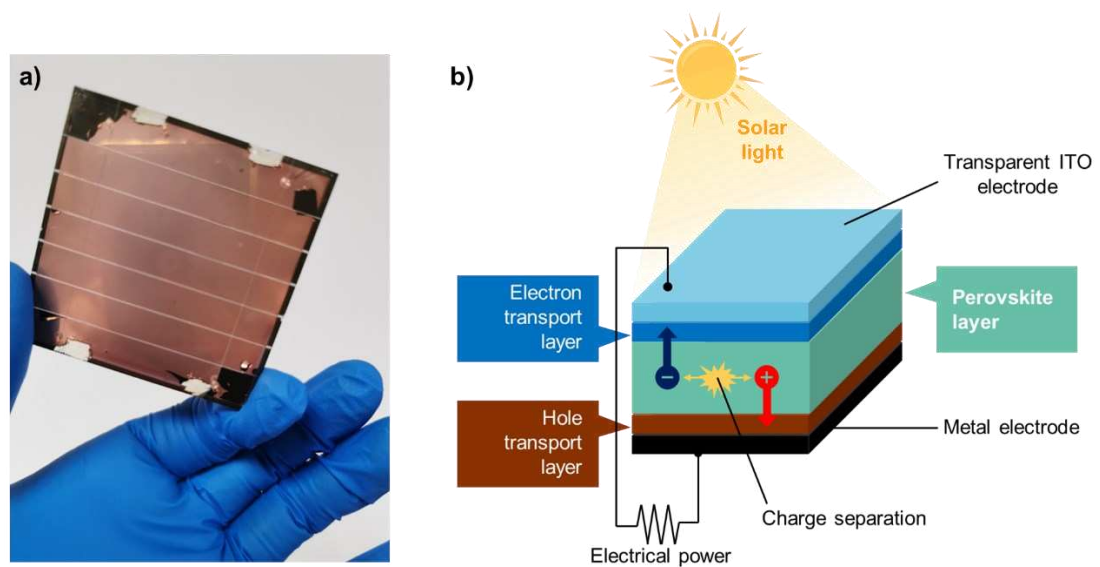 a)
b)
Solar
light
Transparent ITO
electrode
Electron
transport
layer
Perovskite
layer
−
+
Hole
transport
layer
Metal electrode
Charge separation
Electrical power